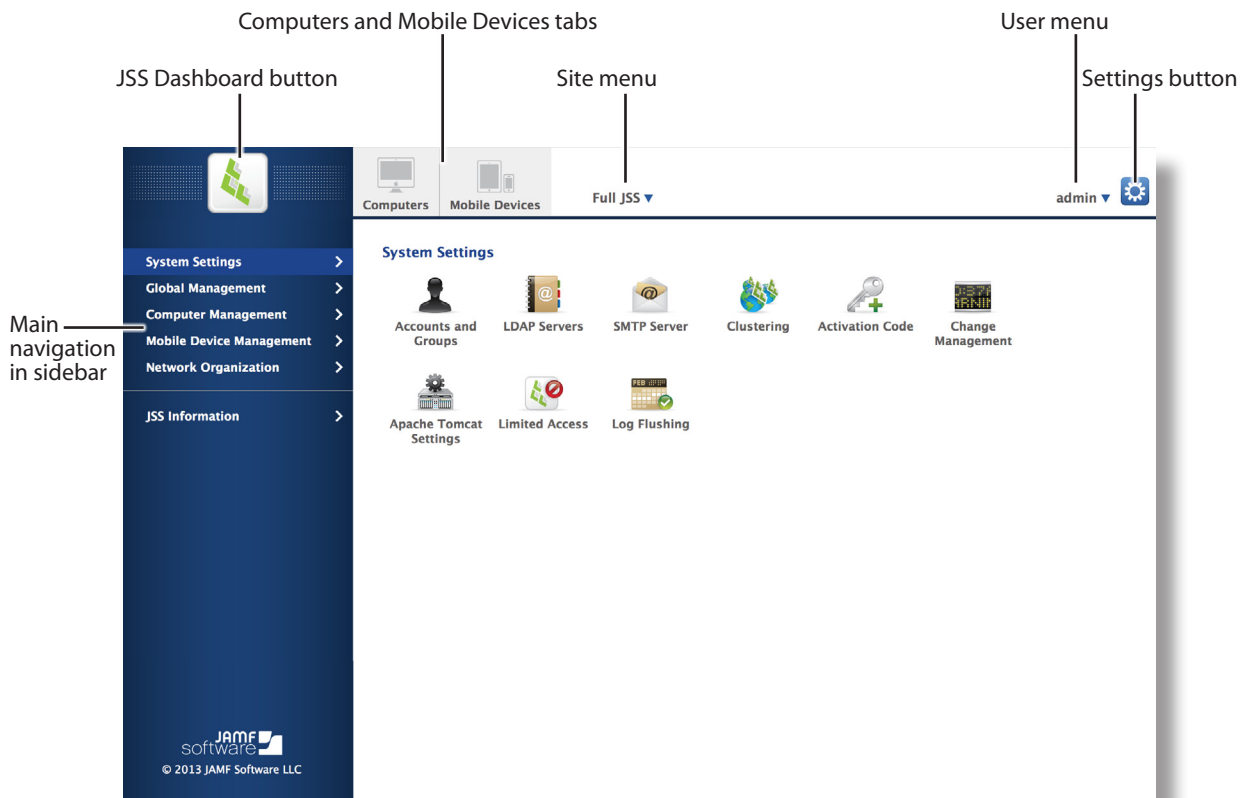 Computers and Mobile Devices tabs
User menu
JSS Dashboard button
Site menu
Settings button
Computers
Mobile Devices
Full JSS ▼
admin ▼
System Settings
Global Management
Computer Management
Mobile Device Management
Network Organization
JSS Information
Main
navigation
in sidebar
System Settings
Accounts and
Groups
LDAP Servers
SMTP Server
Clustering
Activation Code
Change
Management
Apache Tomcat
Settings
Limited Access
Log Flushing
FEB
JAMF
software
© 2013 JAMF Software LLC